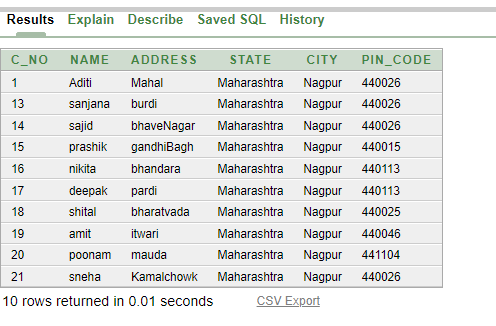 Results Explain Describe Saved SQL History
C_NO NAME ADDRESS STATE CITY PIN_CODE
1 Aditi Mahal Maharashtra Nagpur 440026
13 sanjana burdi Maharashtra Nagpur 440026
14 sajid bhaveNagar Maharashtra Nagpur 440026
15 prashik gandhiBagh Maharashtra Nagpur 440015
16 nikita bhandara Maharashtra Nagpur 440113
17 deepak pardi Maharashtra Nagpur 440113
18 shital bharatvada Maharashtra Nagpur 440025
19 amit itwari Maharashtra Nagpur 440046
20 poonam mauda Maharashtra Nagpur 441104
21 sneha Kamalchowk Maharashtra Nagpur 440026
10 rows returned in 0.01 seconds CSV Export